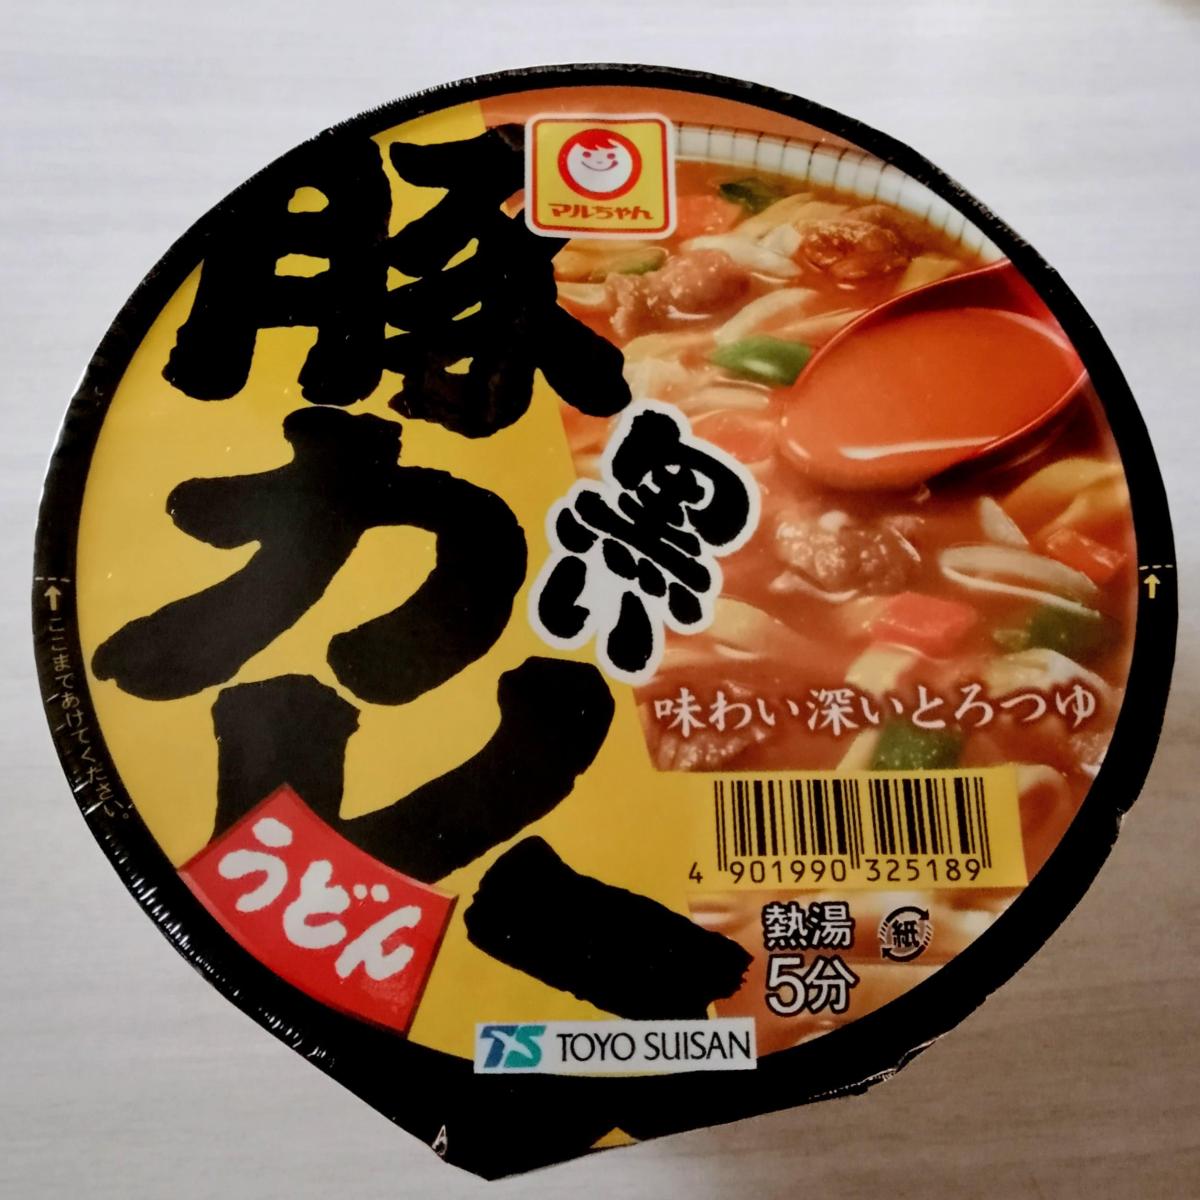 マルちゃん
黒い
豚カレー
うどん
味わい深いとろつゆ
4 901990 325189
熱湯
5分
紙
TS TOYO SUISAN
↑ここまであけてください。
↑